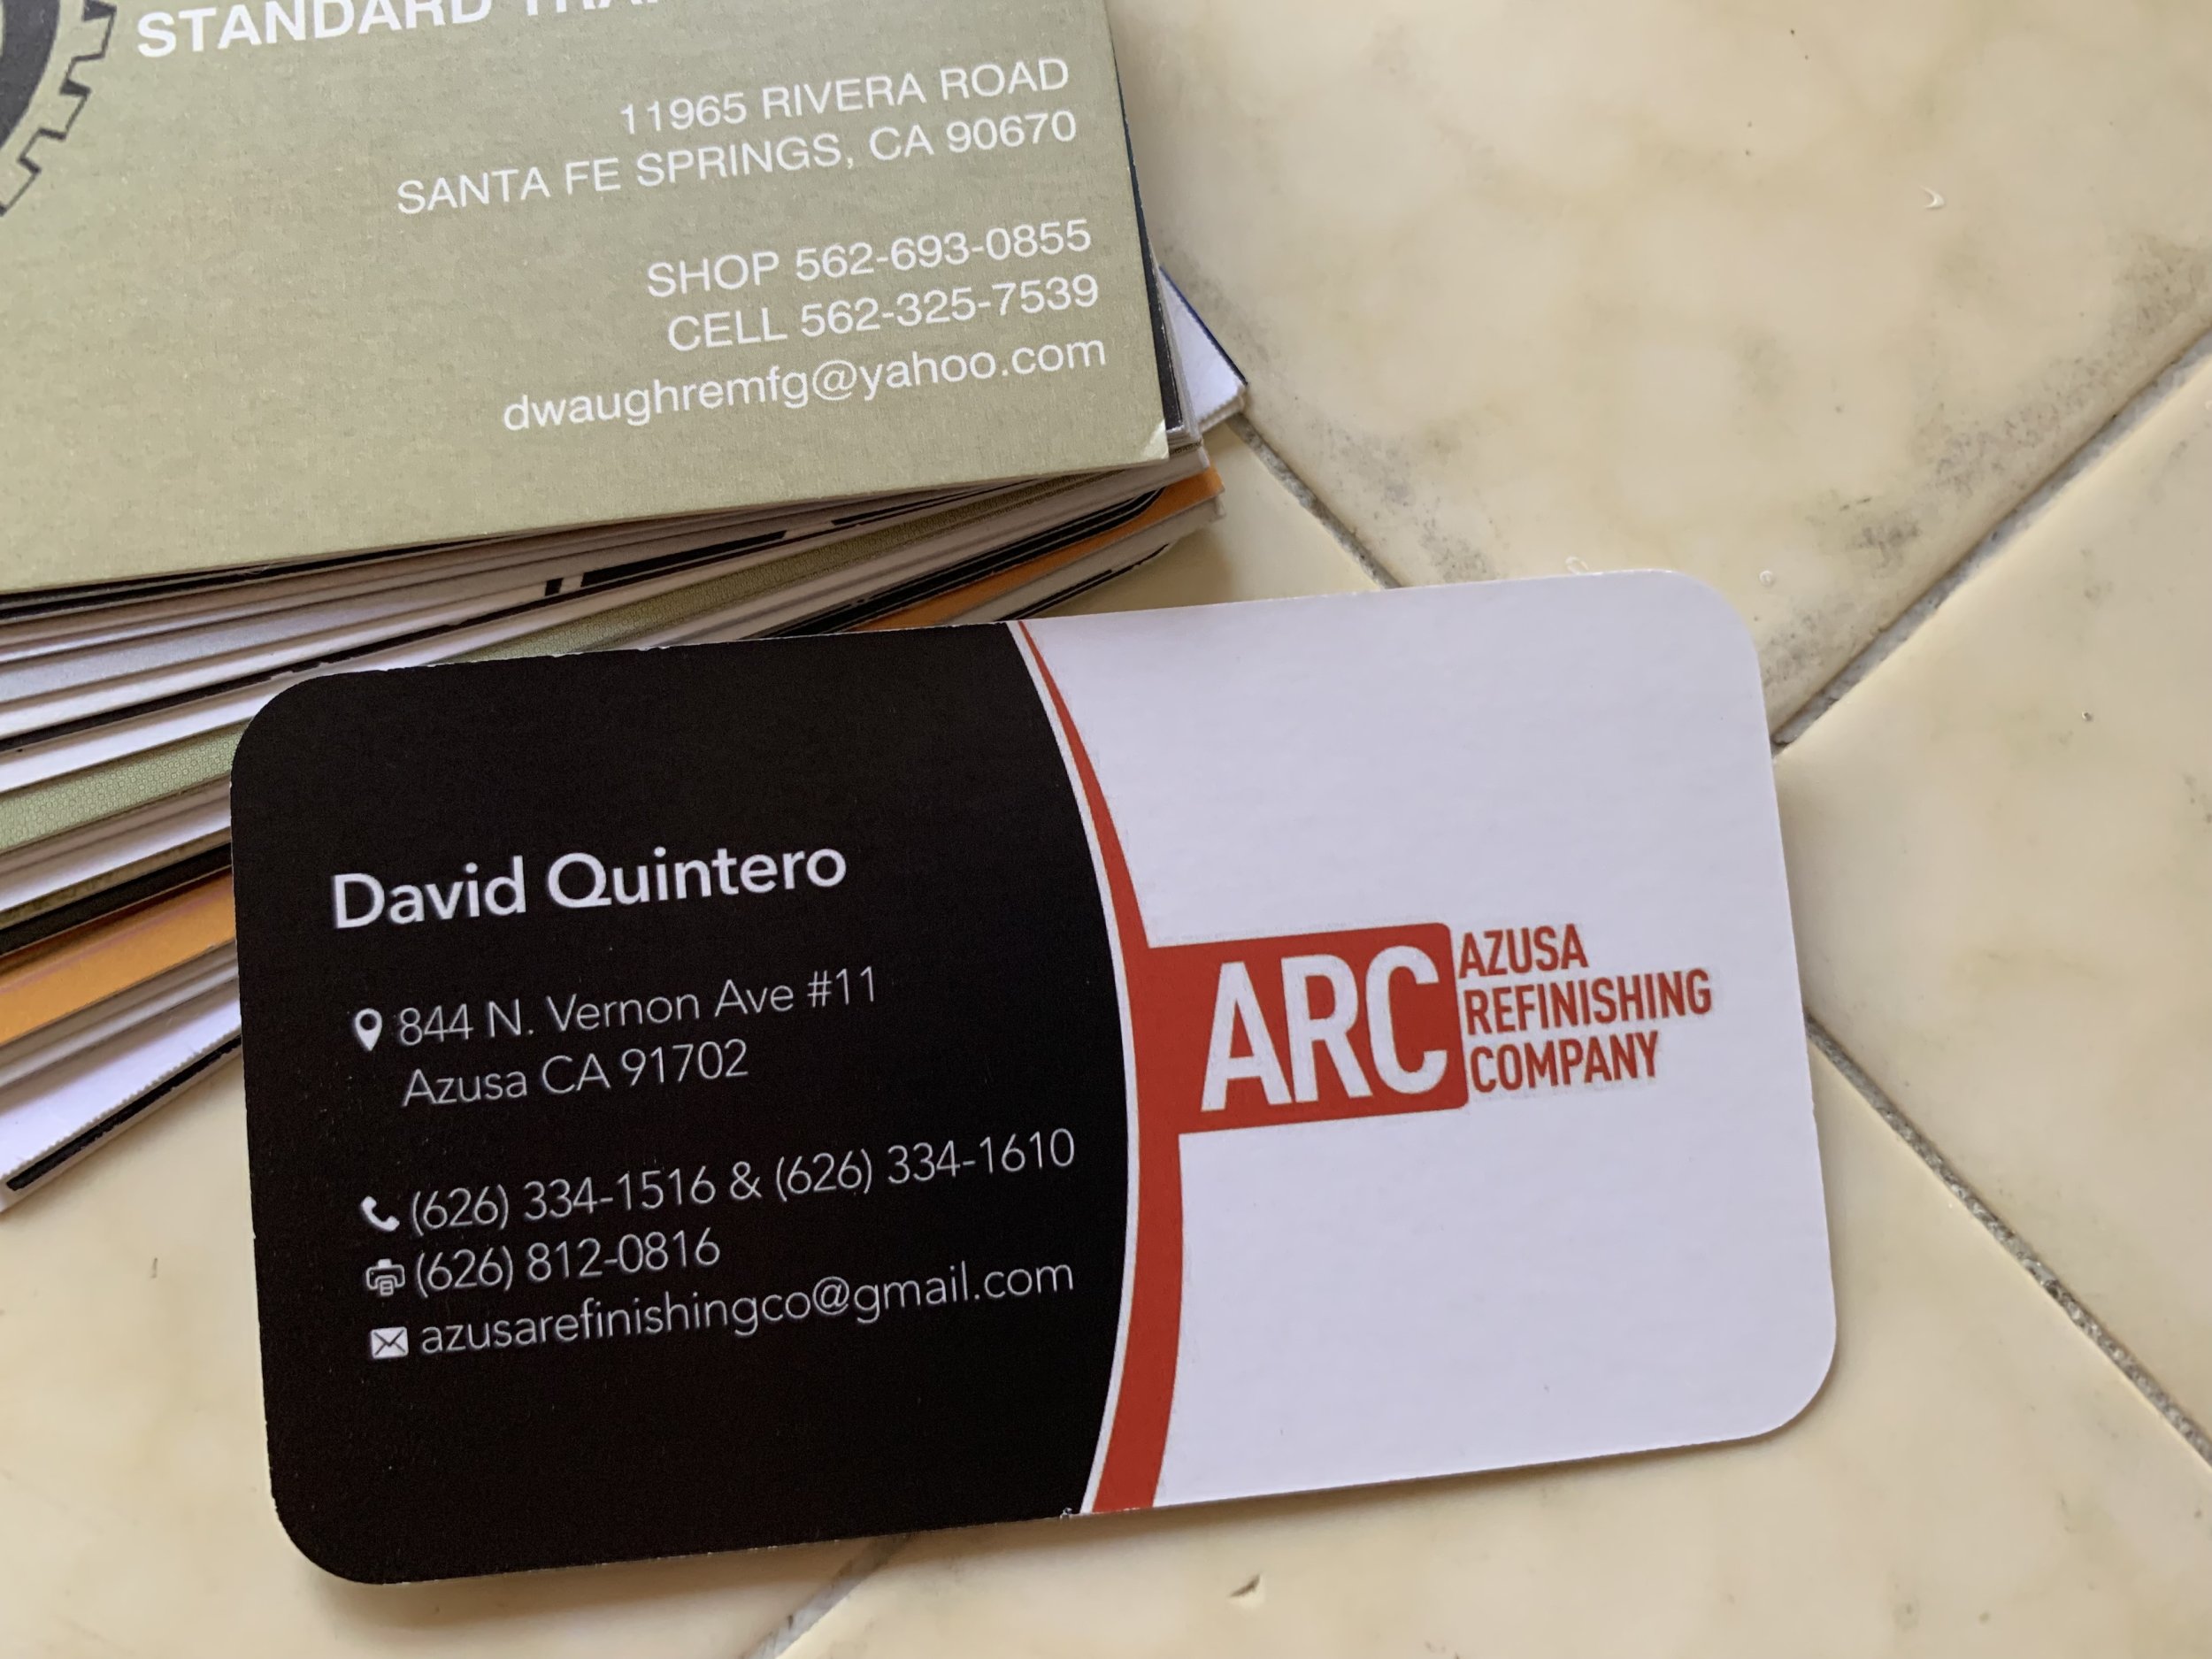 STANDARD
11965 RIVERA ROAD
SANTA FE SPRINGS, CA 90670
SHOP 562-693-0855
CELL 562-325-7539
dwaughremfg@yahoo.com
David Quintero
844 N. Vernon Ave #11
Azusa CA 91702
(626) 334-1516 & (626) 334-1610
(626) 812-0816
azusarefinishingco@gmail.com
ARC
AZUSA
REFINISHING
COMPANY